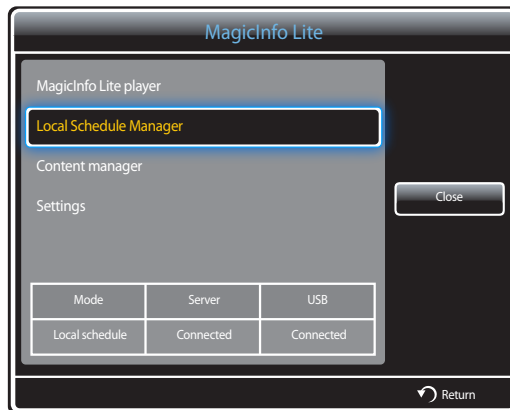 MagicInfo Lite
MagicInfo Lite player
Local Schedule Manager
Content manager
Settings
Close
Mode Server USB
Local schedule Connected Connected
Return